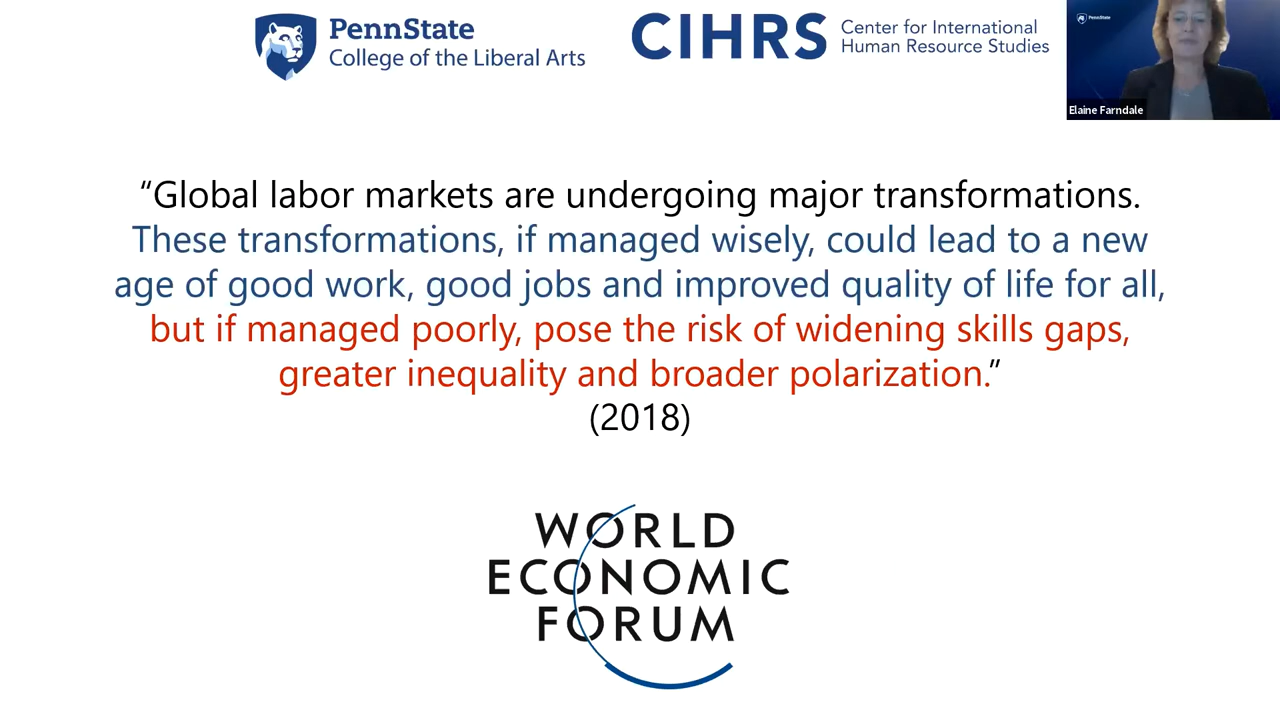 PennState
College of the Liberal Arts
CIHRS
Center for International
Human Resource Studies
PennState
Elaine Farndale
“Global labor markets are undergoing major transformations.
These transformations, if managed wisely, could lead to a new
age of good work, good jobs and improved quality of life for all,
but if managed poorly, pose the risk of widening skills gaps,
greater inequality and broader polarization.”
(2018)
WORLD
ECONOMIC
FORUM